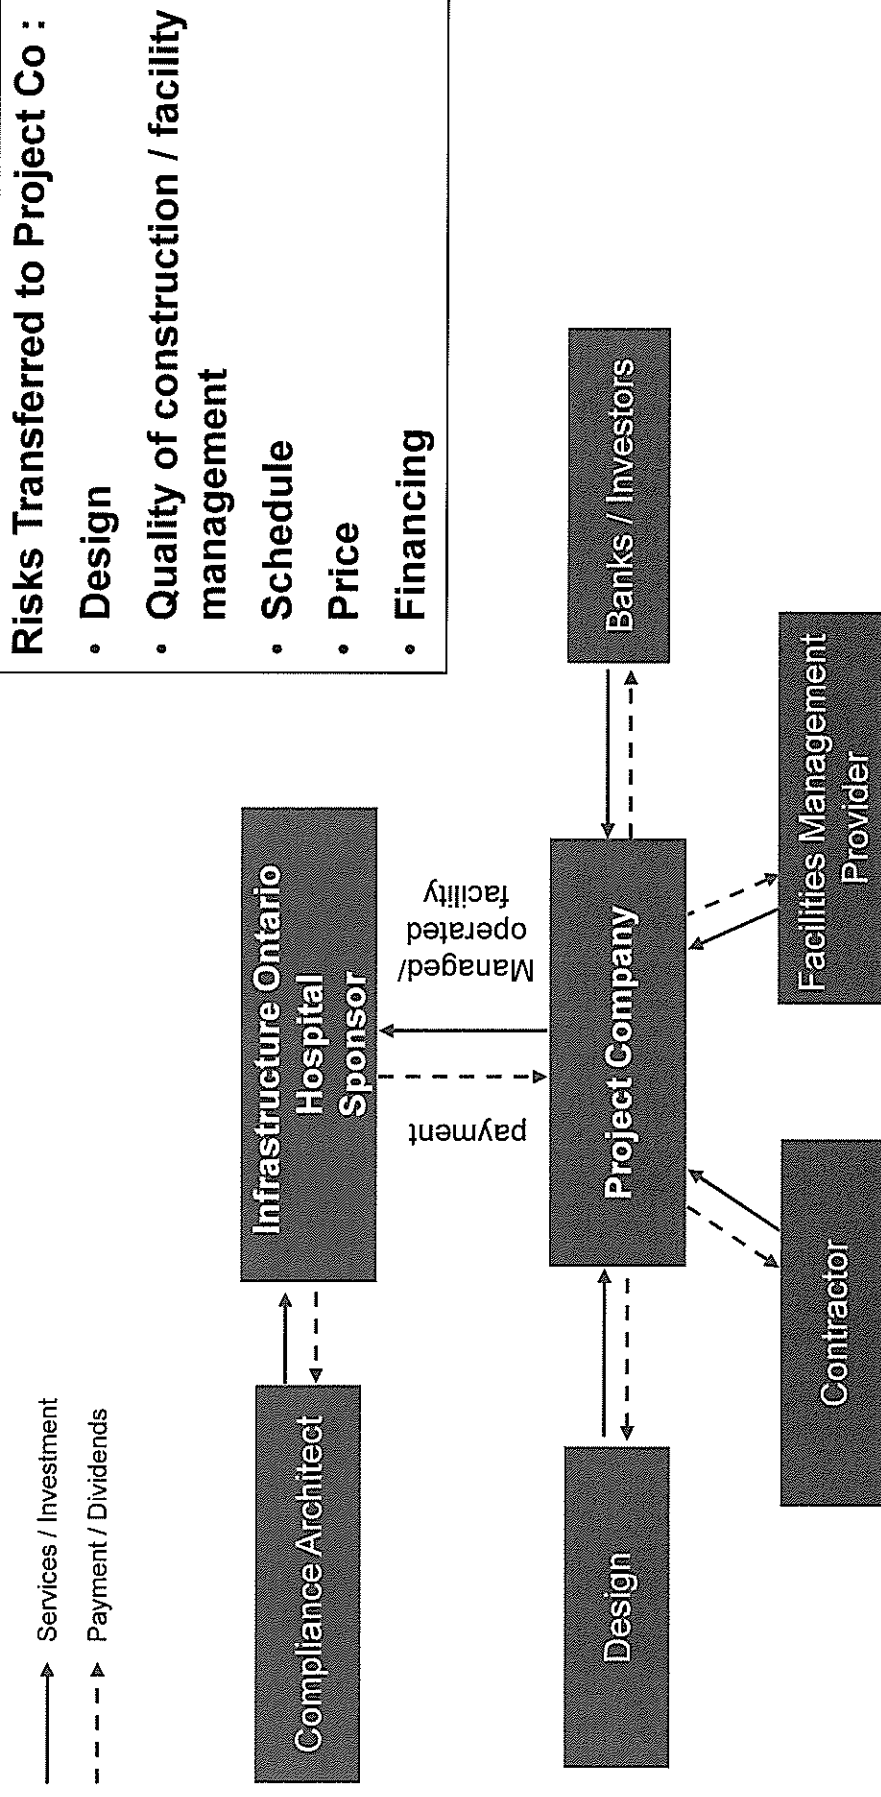 Services / Investment
Payment / Dividends
Risks Transferred to Project Co :
• Design
• Quality of construction / facility
management
• Schedule
• Price
• Financing
Compliance Architect
Infrastructure Ontario
Hospital
Sponsor
payment
Managed/
operated
facility
Design
Project Company
Banks / Investors
Contractor
Facilities Management
Provider